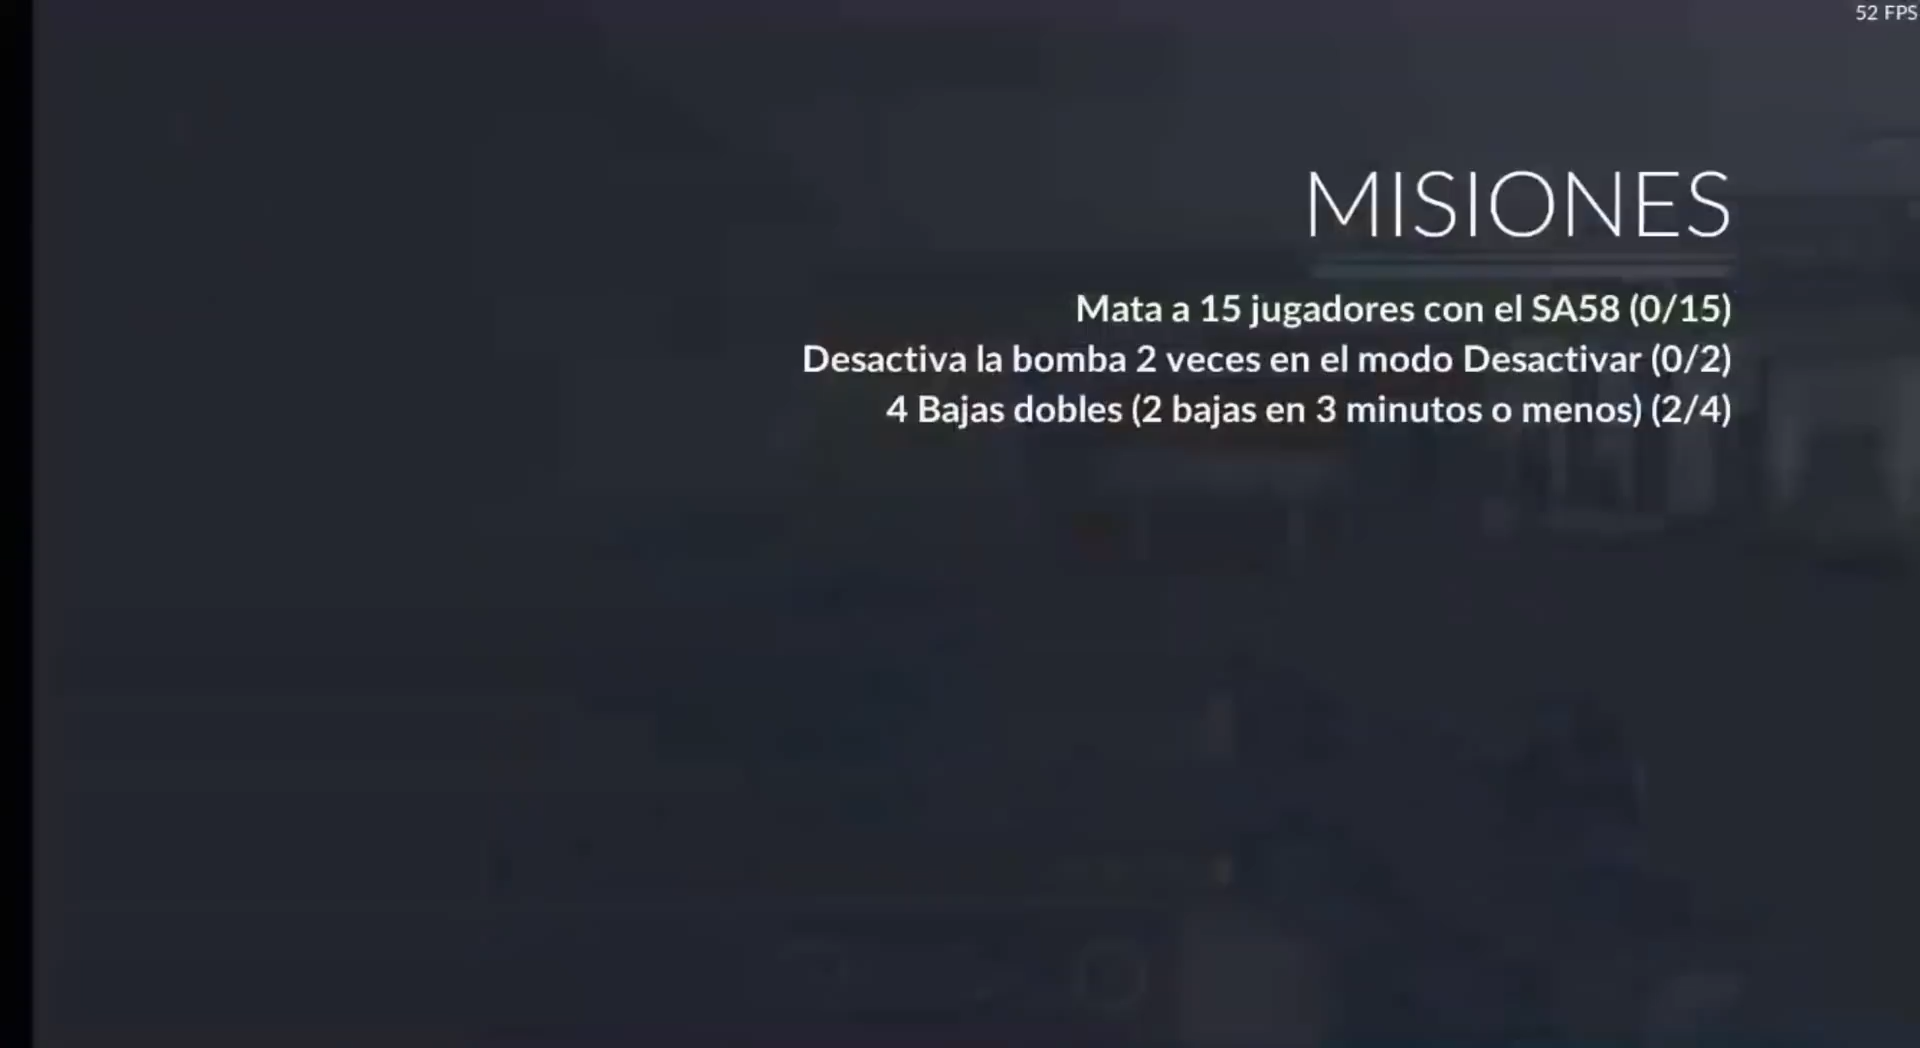 52 FPS
MISIONES
Mata a 15 jugadores con el SA58 (0/15)
Desactiva la bomba 2 veces en el modo Desactivar (0/2)
4 Bajas dobles (2 bajas en 3 minutos o menos) (2/4)